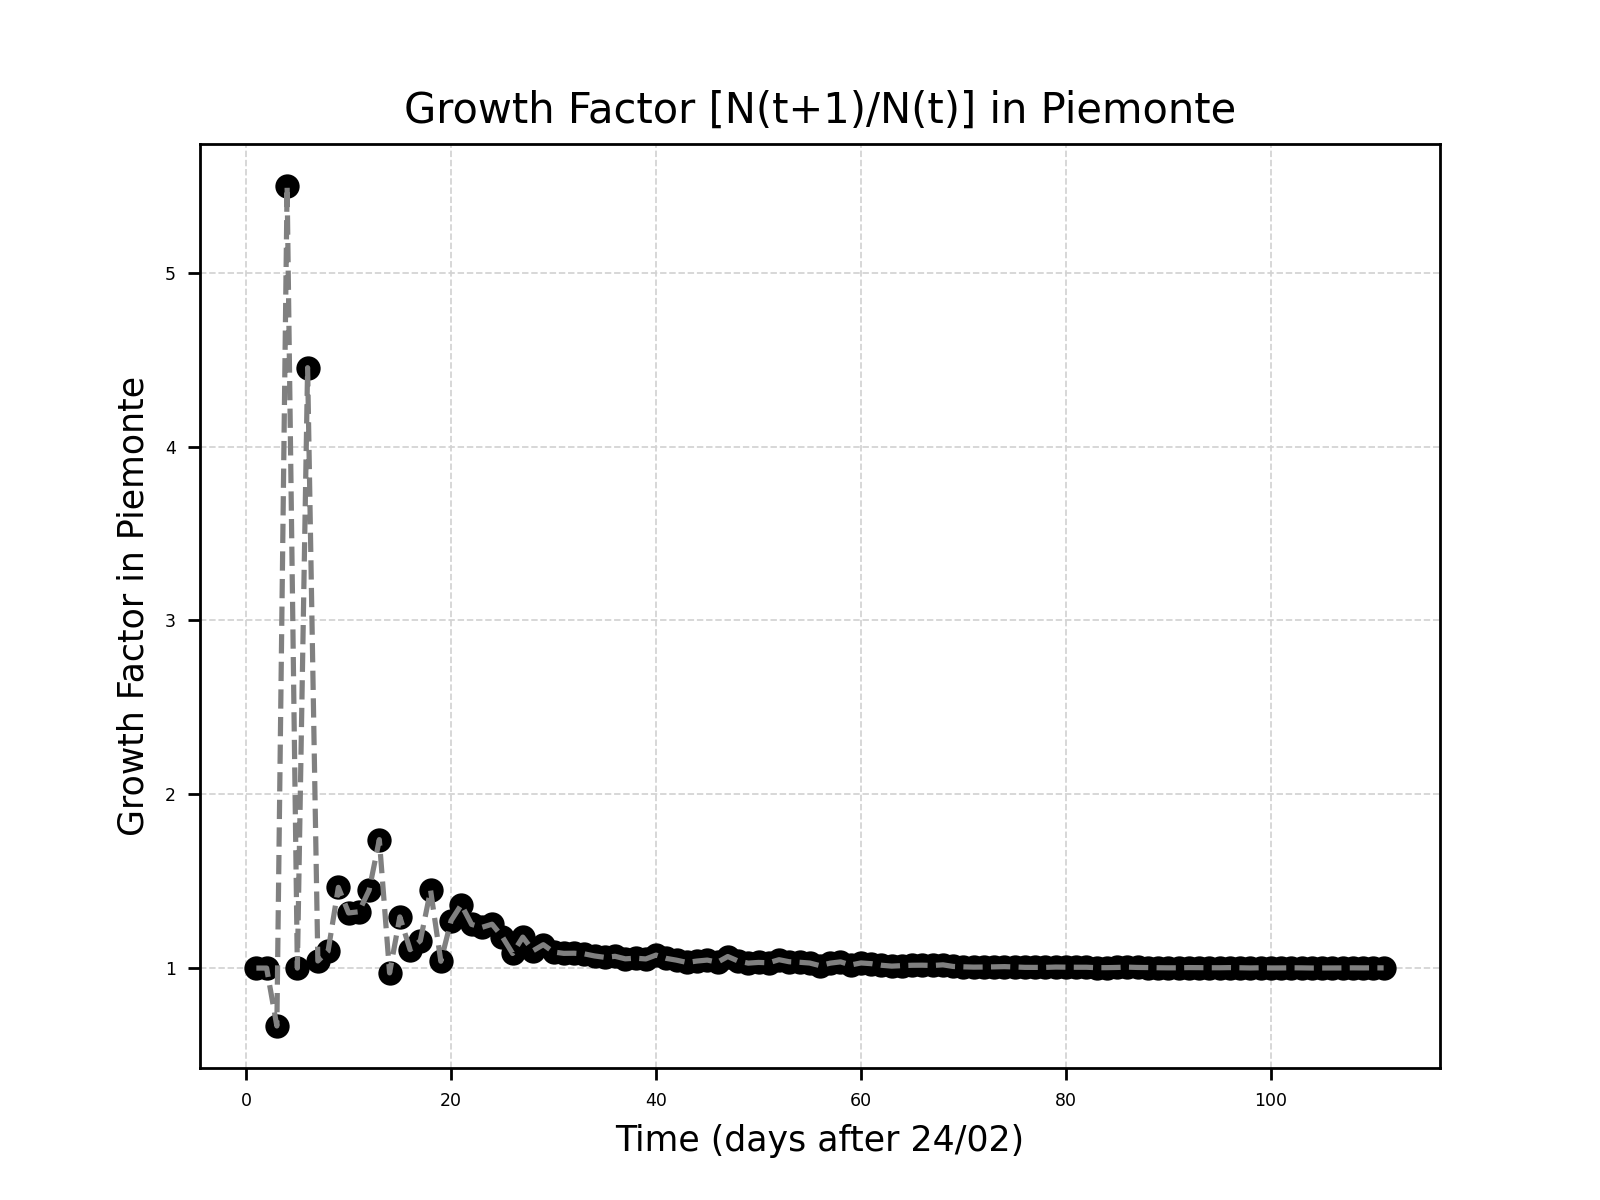 Growth Factor [N(t+1)/N(t)] in Piemonte
Growth Factor in Piemonte
5
4
3
2
1
0 20 40 60 80 100
Time (days after 24/02)